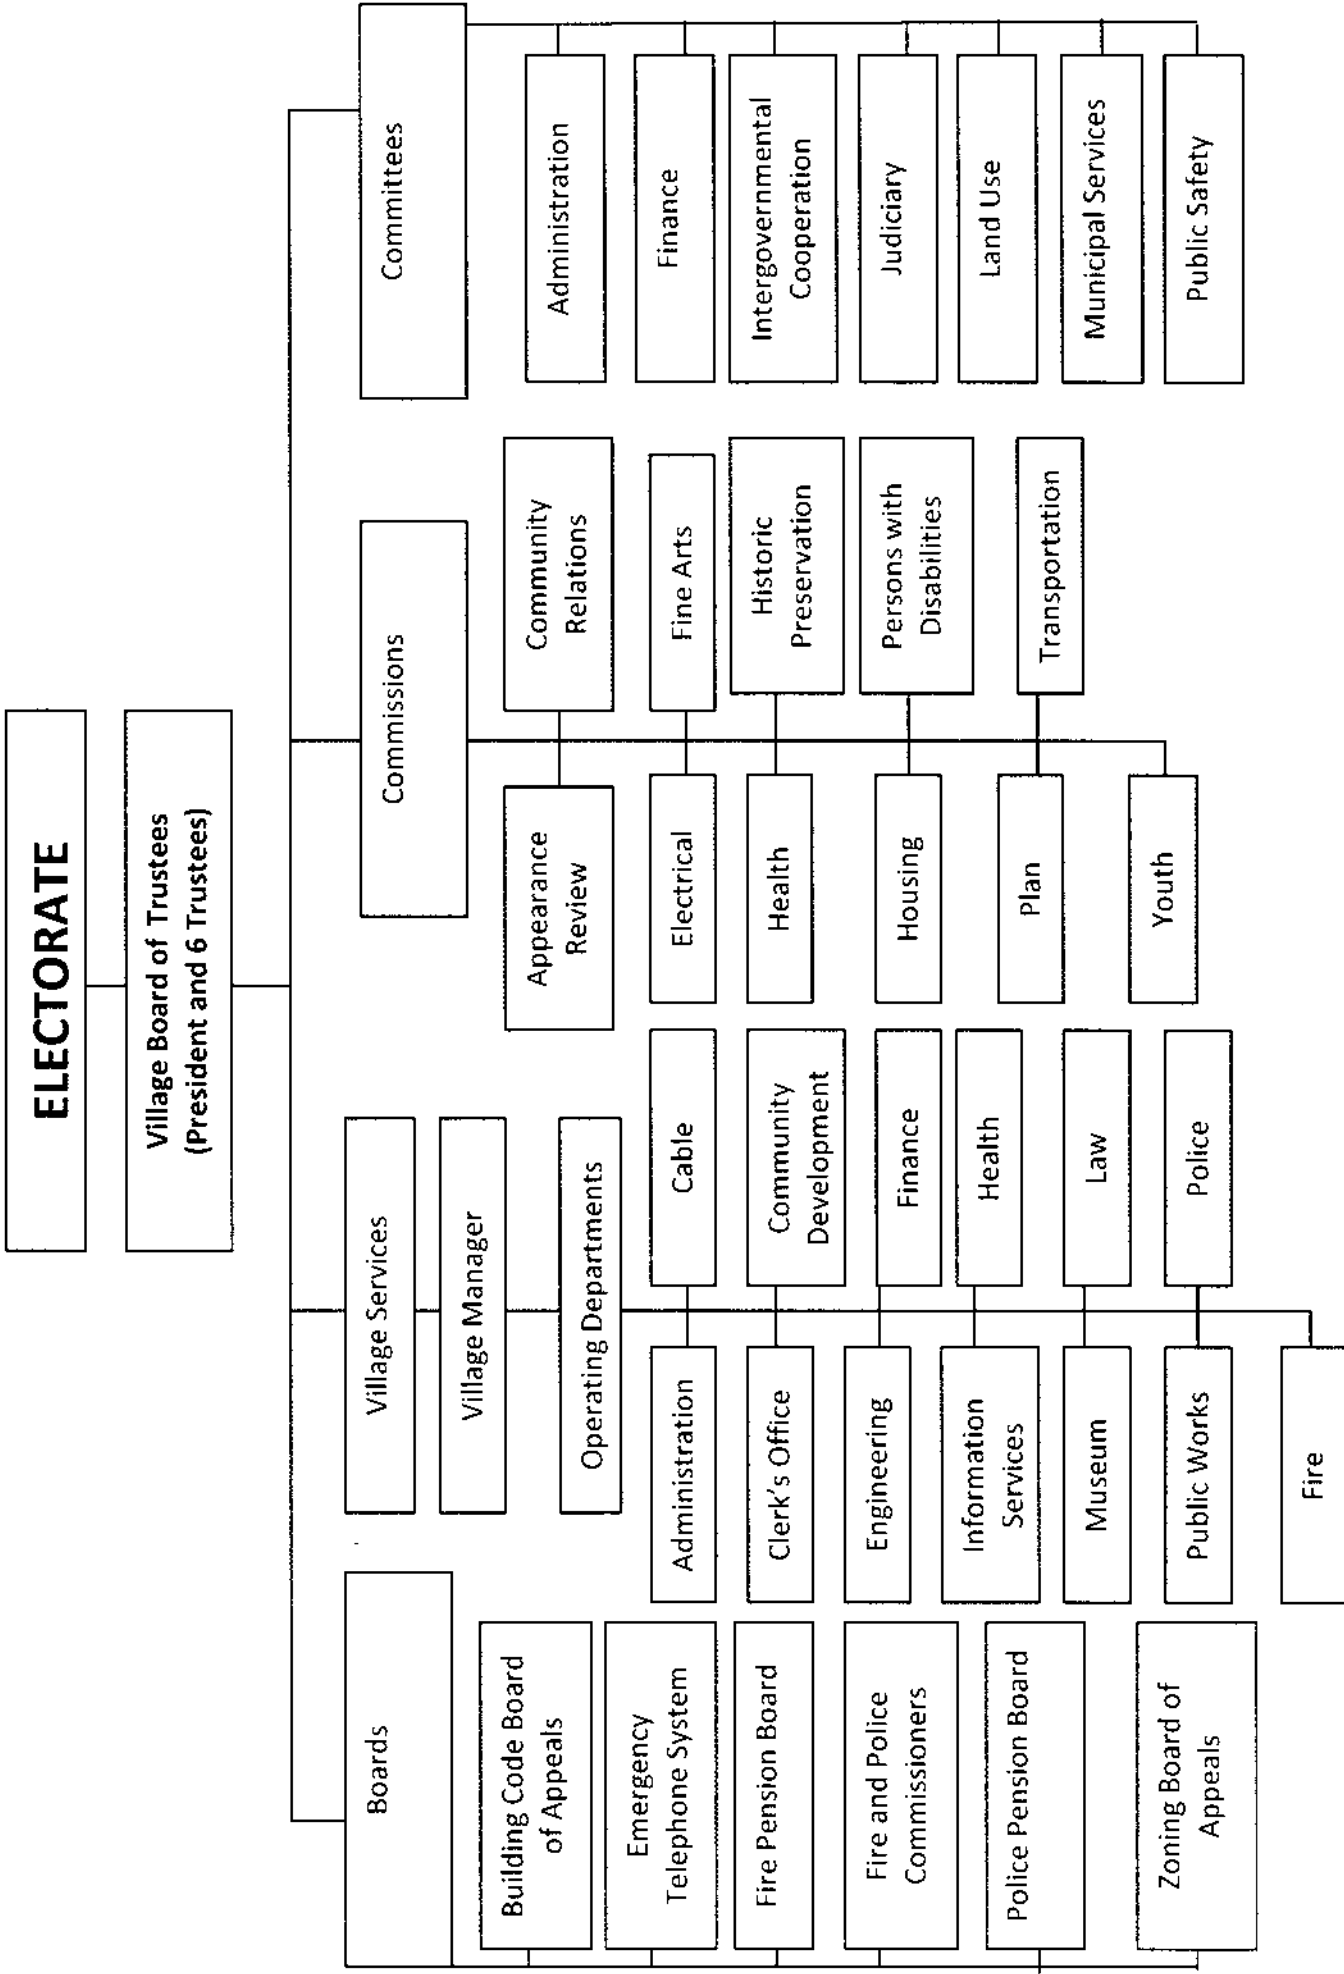 ELECTORATE
Village Board of Trustees
(President and 6 Trustees)
Boards
Building Code Board
of Appeals
Emergency
Telephone System
Fire Pension Board
Fire and Police
Commissioners
Police Pension Board
Zoning Board of
Appeals
Village Services
Village Manager
Operating Departments
Administration
Cable
Clerk's Office
Community
Development
Engineering
Finance
Information
Services
Health
Museum
Law
Public Works
Police
Fire
Commissions
Appearance
Review
Community
Relations
Electrical
Fine Arts
Health
Historic
Preservation
Housing
Persons with
Disabilities
Plan
Transportation
Youth
Committees
Administration
Finance
Intergovernmental
Cooperation
Judiciary
Land Use
Municipal Services
Public Safety